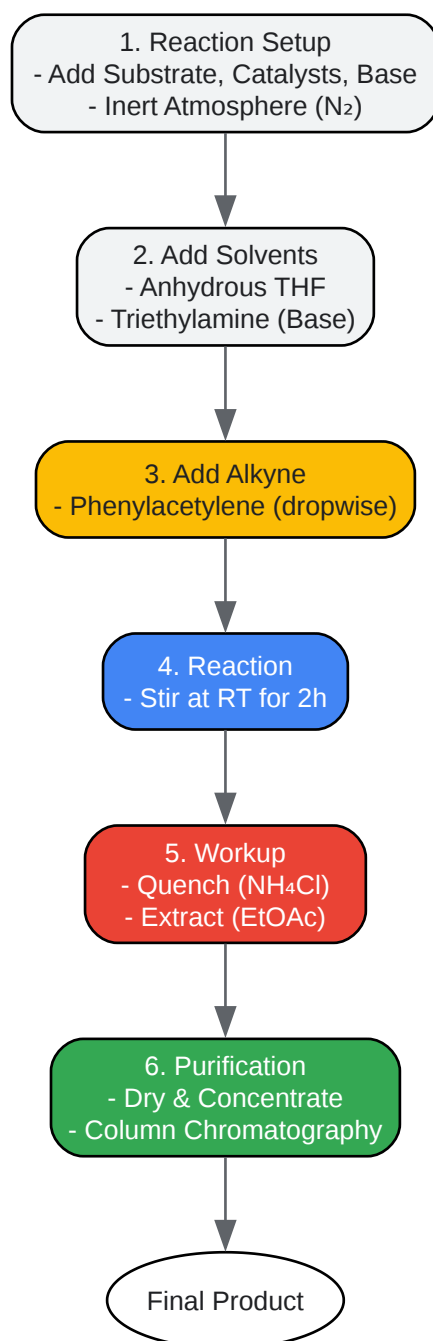 1. Reaction Setup
- Add Substrate, Catalysts, Base
- Inert Atmosphere (N₂)
2. Add Solvents
- Anhydrous THF
- Triethylamine (Base)
3. Add Alkyne
- Phenylacetylene (dropwise)
4. Reaction
- Stir at RT for 2h
5. Workup
- Quench (NH₄Cl)
- Extract (EtOAc)
6. Purification
- Dry & Concentrate
- Column Chromatography
Final Product